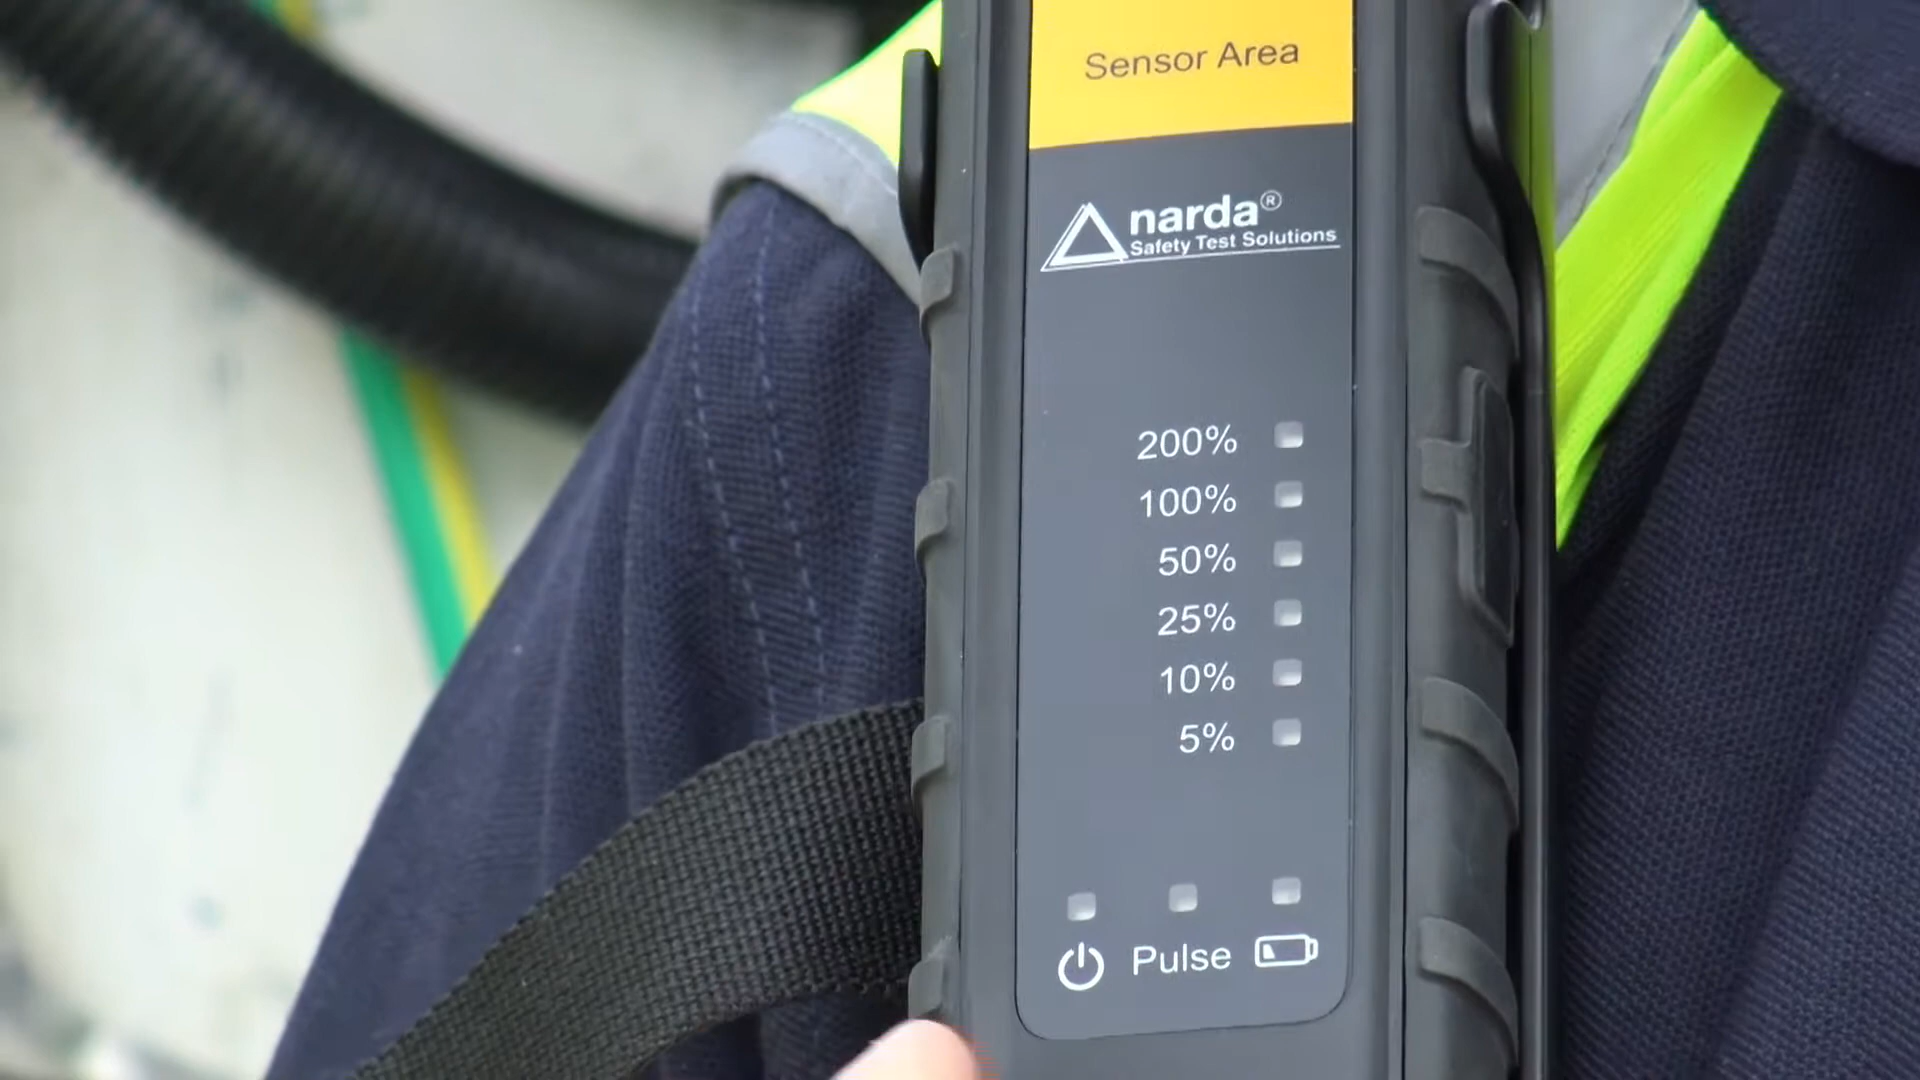 Sensor Area
narda®
Safety Test Solutions
200%
100%
50%
25%
10%
5%
Pulse